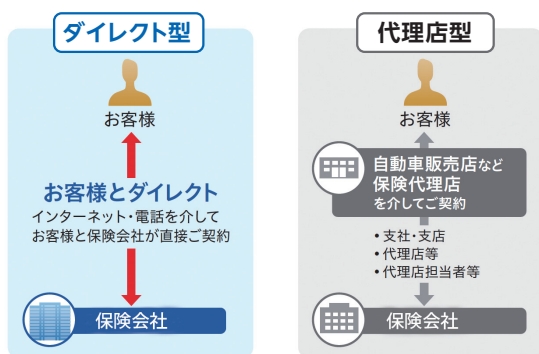 ダイレクト型
お客様
お客様とダイレクト
インターネット・電話を介して
お客様と保険会社が直接ご契約
保険会社
代理店型
お客様
自動車販売店など
保険代理店
を介してご契約
・支社・支店
・代理店等
・代理店担当者等
保険会社